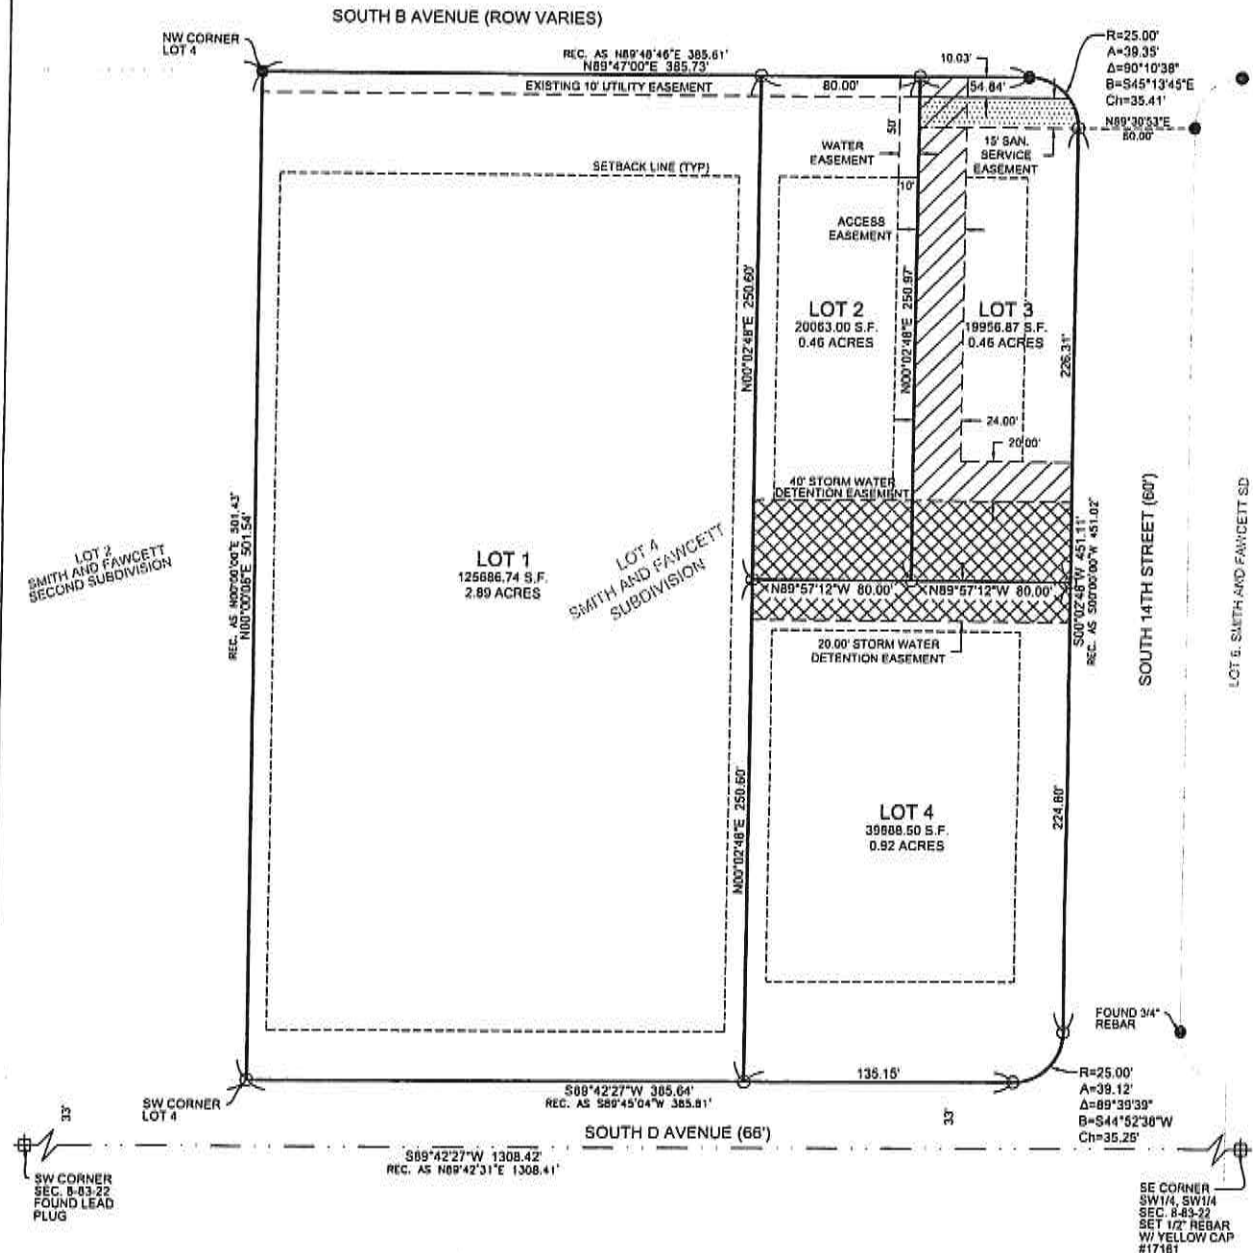 SOUTH B AVENUE (ROW VARIES)
NW CORNER
LOT 4
REC. AS N89°48'46"E 385.61'
N89°47'00"E 385.73'
EXISTING 10' UTILITY EASEMENT
80.00'
10.03'
54.84'
R=25.00'
A=39.35'
Δ=90°10'38"
B=S45°13'45"E
Ch=35.41'
N89°30'53"E
60.00'
50'
WATER
EASEMENT
15' SAN.
SERVICE
EASEMENT
SETBACK LINE (TYP)
10'
ACCESS
EASEMENT
N00°02'48"E 250.60'
LOT 2
20063.00 S.F.
0.46 ACRES
N00°02'48"E 250.97'
LOT 3
19956.87 S.F.
0.46 ACRES
226.31'
24.00'
20.00'
40' STORM WATER
DETENTION EASEMENT
REC. AS N00°00'00"E 501.43'
N00°00'06"E 501.54'
LOT 2
SMITH AND FAWCETT
SECOND SUBDIVISION
LOT 1
125686.74 S.F.
2.89 ACRES
LOT 4
SMITH AND FAWCETT
SUBDIVISION
N89°57'12"W 80.00'
N89°57'12"W 80.00'
S00°02'48"W 451.11'
REC. AS S00°00'00"W 451.02'
SOUTH 14TH STREET (60')
LOT 6, SMITH AND FAWCETT SD
20.00' STORM WATER
DETENTION EASEMENT
N00°02'48"E 250.60'
LOT 4
39988.50 S.F.
0.92 ACRES
224.80'
FOUND 3/4"
REBAR
135.15'
R=25.00'
A=39.12'
Δ=89°39'39"
B=S44°52'38"W
Ch=35.25'
SW CORNER
LOT 4
S89°42'27"W 385.64'
REC. AS S89°45'04"W 385.81'
33'
33'
SOUTH D AVENUE (66')
S89°42'27"W 1308.42'
REC. AS N89°42'31"E 1308.41'
SW CORNER
SEC. 8-83-22
FOUND LEAD
PLUG
SE CORNER
SW1/4, SW1/4
SEC. 8-83-22
SET 1/2" REBAR
W/ YELLOW CAP
#17161